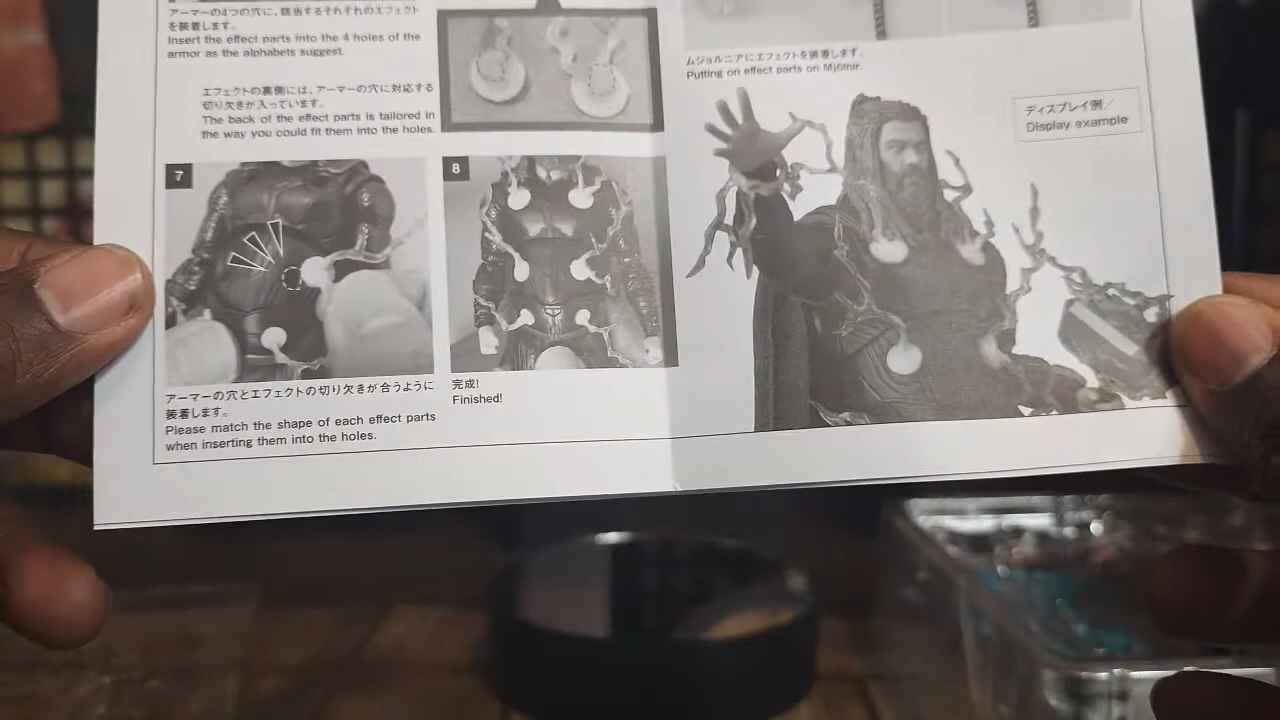 アーマーの4つの穴に、該当するそれぞれのエフェクト
を装着します。
Insert the effect parts into the 4 holes of the
armor as the alphabets suggest.
エフェクトの裏側には、アーマーの穴に対応する
切り欠きが入っています。
The back of the effect parts is tailored in
the way you could fit them into the holes.
7
アーマーの穴とエフェクトの切り欠きが合うように
装着します。
Please match the shape of each effect parts
when inserting them into the holes.
8
完成!
Finished!
ムジョルニアにエフェクトを装着します。
Putting on effect parts on Mjolnir.
ディスプレイ例/
Display example